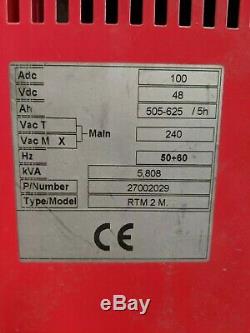 Adc 100
Vdc 48
Ah 505-625 / 5h
Vac T Main 240
Vac M X
Hz 50÷60
kVA 5,808
P/Number 27002029
Type/Model RTM 2 M.
CE